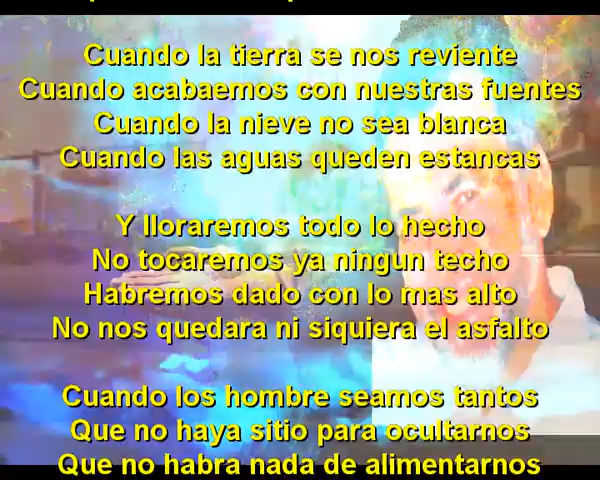 Cuando la tierra se nos reviente
Cuando acabaemos con nuestras fuentes
Cuando la nieve no sea blanca
Cuando las aguas queden estancas
Y lloraremos todo lo hecho
No tocaremos ya ningun techo
Habremos dado con lo mas alto
No nos quedara ni siquiera el asfalto
Cuando los hombre seamos tantos
Que no haya sitio para ocultarnos
Que no habra nada de alimentarnos